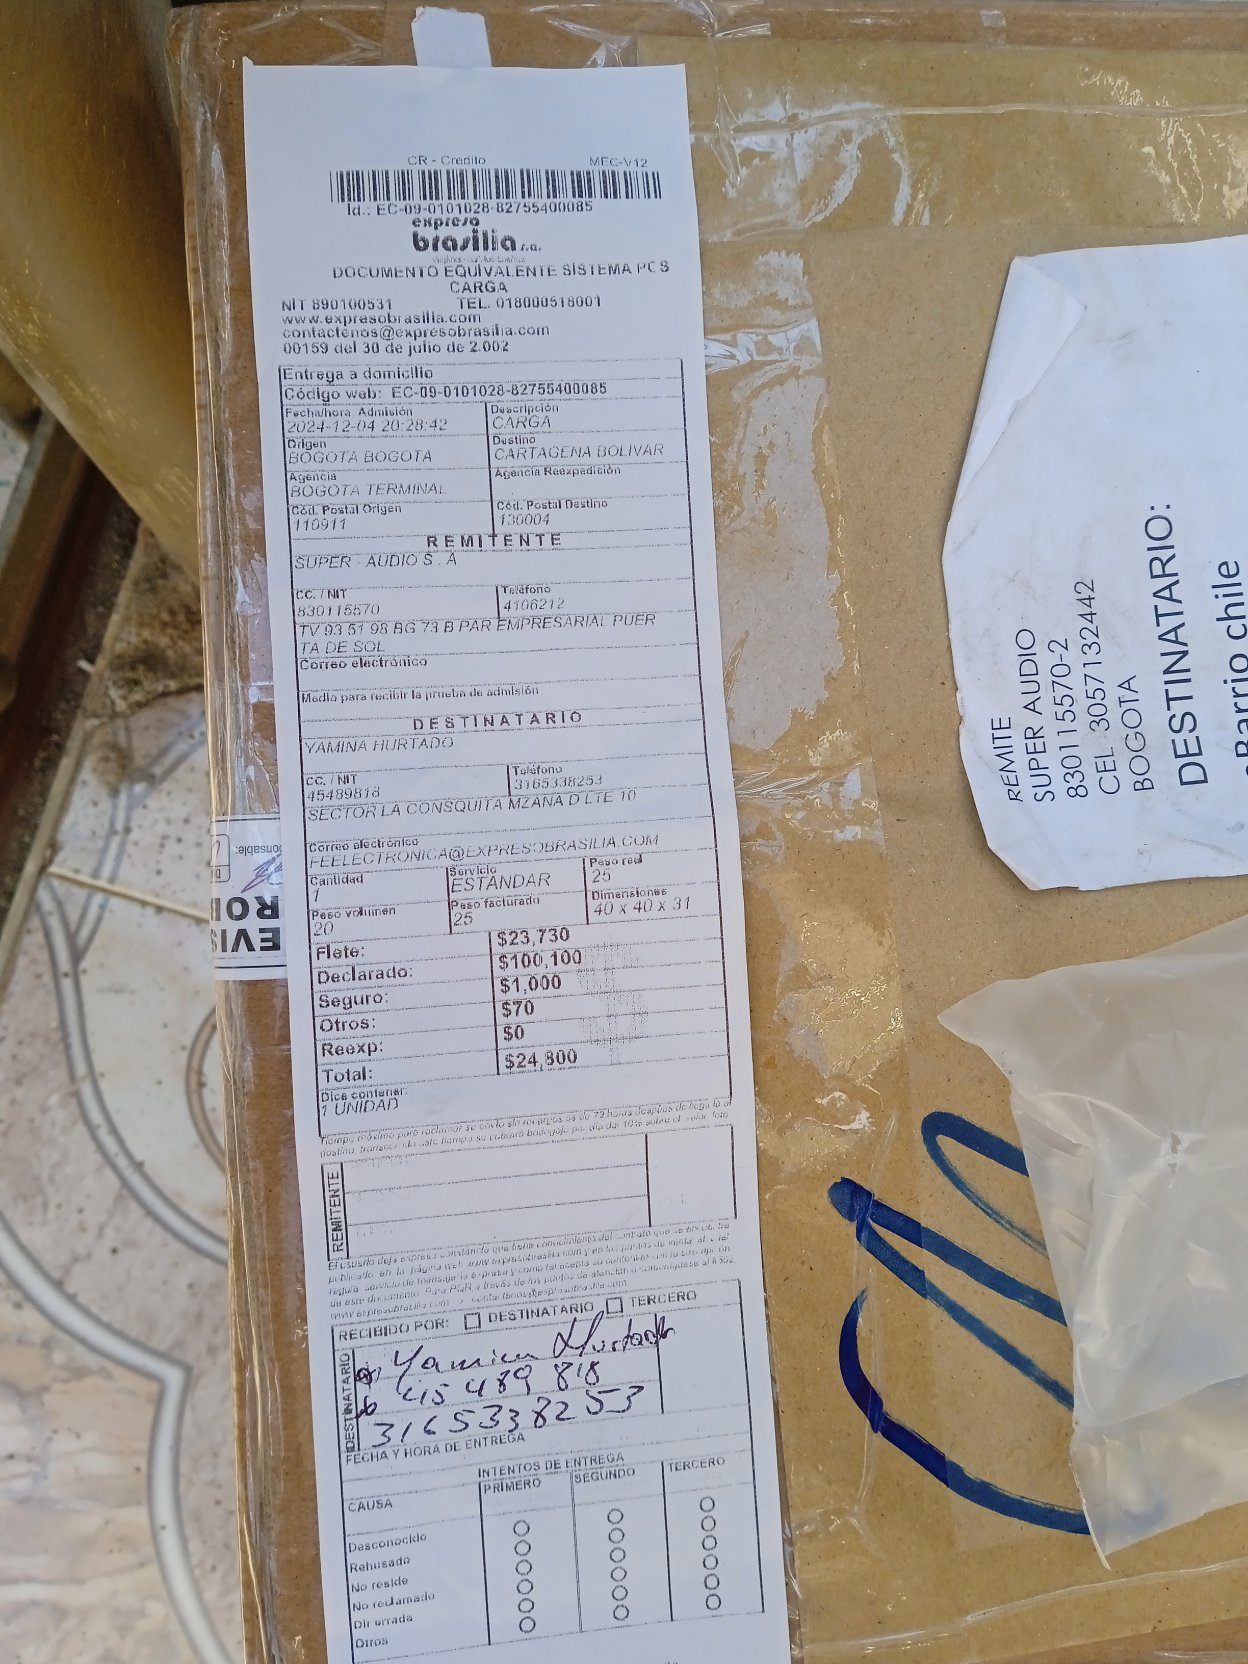 CR - Credito MEC-V12
Id.: EC-09-0101028-82755400085
expreso
brasilia s.a.
DOCUMENTO EQUIVALENTE SISTEMA PCS
CARGA
NIT 890100531 TEL. 018000518001
www.expresobrasilia.com
contactenos@expresobrasilia.com
00159 del 30 de julio de 2.002
Entrega a domicilio
Código web: EC-09-0101028-82755400085
Fecha/hora Admisión Descripción
2024-12-04 20:28:42 CARGA
Origen Destino
BOGOTA BOGOTA CARTAGENA BOLIVAR
Agencia Agencia Reexpedición
BOGOTA TERMINAL
Cód. Postal Origen Cód. Postal Destino
110911 130004
REMITENTE
SUPER - AUDIO S . A
CC. / NIT Teléfono
830115570 4106212
TV 93 51 98 BG 73 B PAR EMPRESARIAL PUER
TA DE SOL
Correo electrónico
Medio para recibir la prueba de admisión
DESTINATARIO
YAMINA HURTADO
CC. / NIT Teléfono
45489818 3165338253
SECTOR LA CONSQUITA MZANA D LTE 10
Correo electrónico
FEELECTRONICA@EXPRESOBRASILIA.COM
Cantidad Servicio Peso real
1 ESTANDAR 25
Peso volumen Peso facturado Dimensiones
20 25 40 x 40 x 31
Flete: $23,730
Declarado: $100,100
Seguro: $1,000
Otros: $70
Reexp: $0
Total: $24,800
Dice contener:
1 UNIDAD
REMITENTE
RECIBIDO POR: DESTINATARIO TERCERO
DESTINATARIO
Yamina Hurtado
45 489 818
3165338253
FECHA Y HORA DE ENTREGA
INTENTOS DE ENTREGA
CAUSA PRIMERO SEGUNDO TERCERO
Desconocido
Rehusado
No reside
No reclamado
Dir errada
Otros
REMITE
SUPER AUDIO
830115570-2
CEL 3057132442
BOGOTA
DESTINATARIO:
Barrio chile